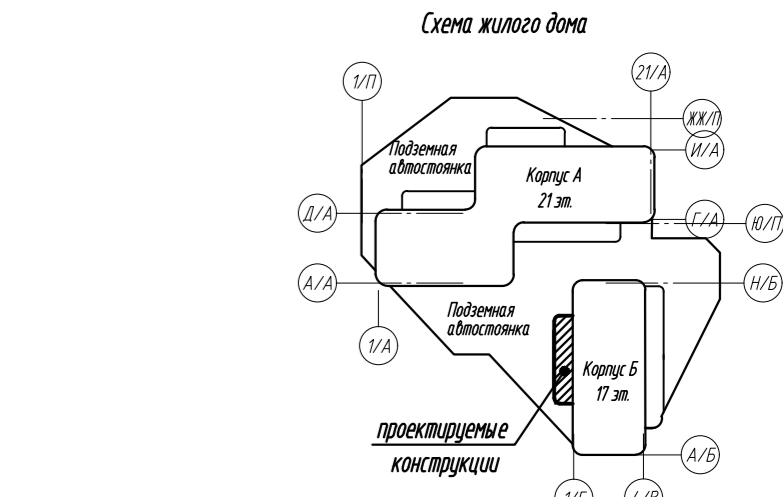 Схема жилого дома
1/П
21/А
ЖЖ/П
И/А
Подземная
автостоянка
Корпус А
21 эт.
Д/А
Г/А
Ю/П
А/А
Н/Б
Подземная
автостоянка
1/А
Корпус Б
17 эт.
проектируемые
конструкции
А/Б